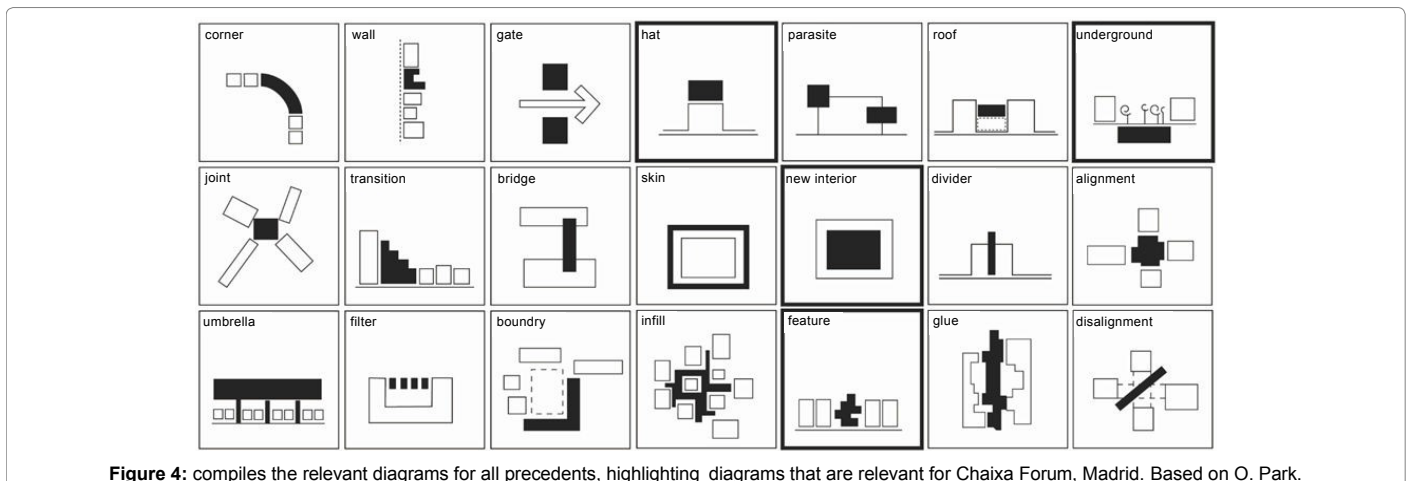 corner wall gate hat parasite roof underground
joint transition bridge skin new interior divider alignment
umbrella filter boundry infill feature glue disalignment
Figure 4: compiles the relevant diagrams for all precedents, highlighting diagrams that are relevant for Chaixa Forum, Madrid. Based on O. Park.